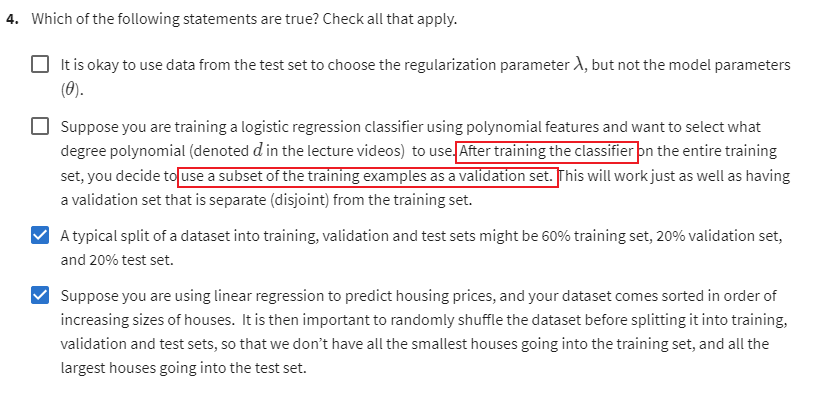 4. Which of the following statements are true? Check all that apply.
It is okay to use data from the test set to choose the regularization parameter λ, but not the model parameters
(θ).
Suppose you are training a logistic regression classifier using polynomial features and want to select what
degree polynomial (denoted d in the lecture videos) to use. After training the classifier on the entire training
set, you decide to use a subset of the training examples as a validation set. This will work just as well as having
a validation set that is separate (disjoint) from the training set.
A typical split of a dataset into training, validation and test sets might be 60% training set, 20% validation set,
and 20% test set.
Suppose you are using linear regression to predict housing prices, and your dataset comes sorted in order of
increasing sizes of houses. It is then important to randomly shuffle the dataset before splitting it into training,
validation and test sets, so that we don't have all the smallest houses going into the training set, and all the
largest houses going into the test set.